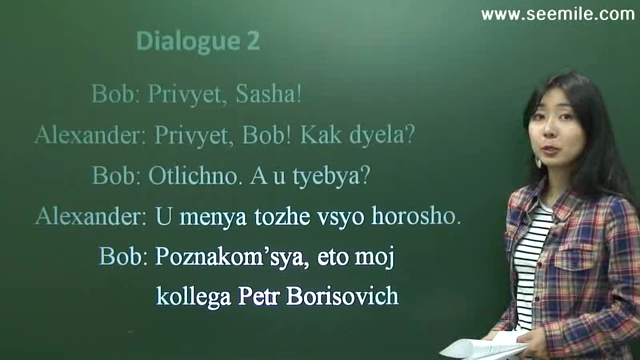 www.seemile.com
Dialogue 2
Bob: Privyet, Sasha!
Alexander: Privyet, Bob! Kak dyela?
Bob: Otlichno. A u tyebya?
Alexander: U menya tozhe vsyo horosho.
Bob: Poznakom’sya, eto moj
kollega Petr Borisovich